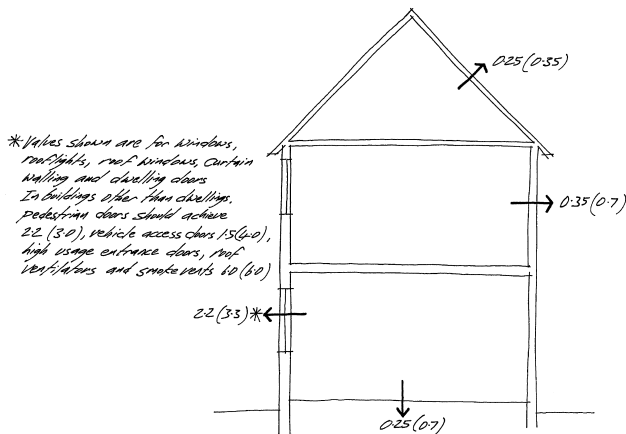 0.25(0.35)
*Values shown are for windows,
rooflights, roof windows, curtain
walling and dwelling doors
In buildings other than dwellings,
pedestrian doors should achieve
2.2 (3.0), vehicle access doors 1.5(4.0),
high usage entrance doors, roof
ventilators and smoke vents 6.0 (6.0)
0.35(0.7)
2.2(3.3)*
0.25(0.7)